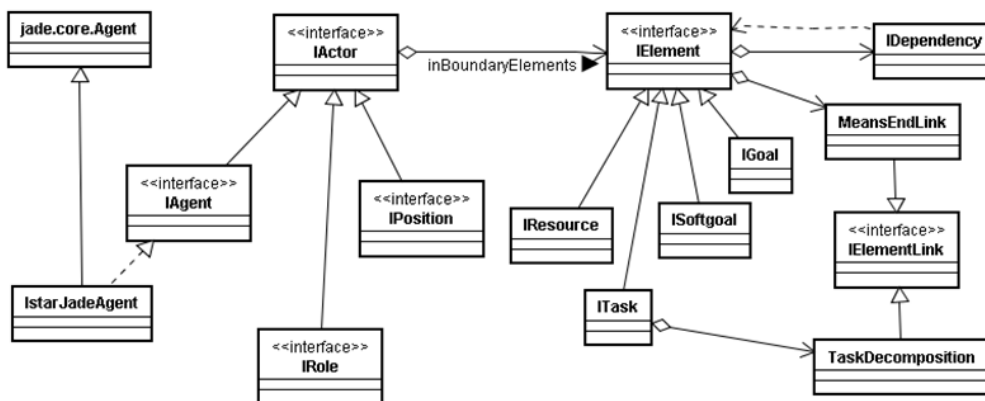 jade.core.Agent
<<interface>>
IActor
inBoundaryElements
<<interface>>
IElement
IDependency
MeansEndLink
IGoal
<<interface>>
IAgent
<<interface>>
IPosition
IResource
ISoftgoal
<<interface>>
IElementLink
IstarJadeAgent
ITask
<<interface>>
IRole
TaskDecomposition